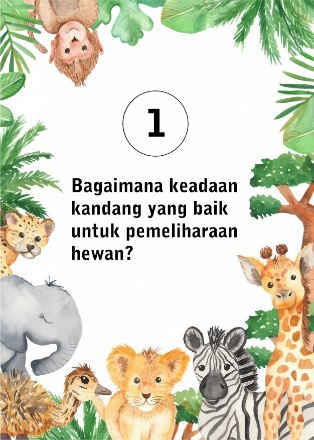 1
Bagaimana keadaan
kandang yang baik
untuk pemeliharaan
hewan?